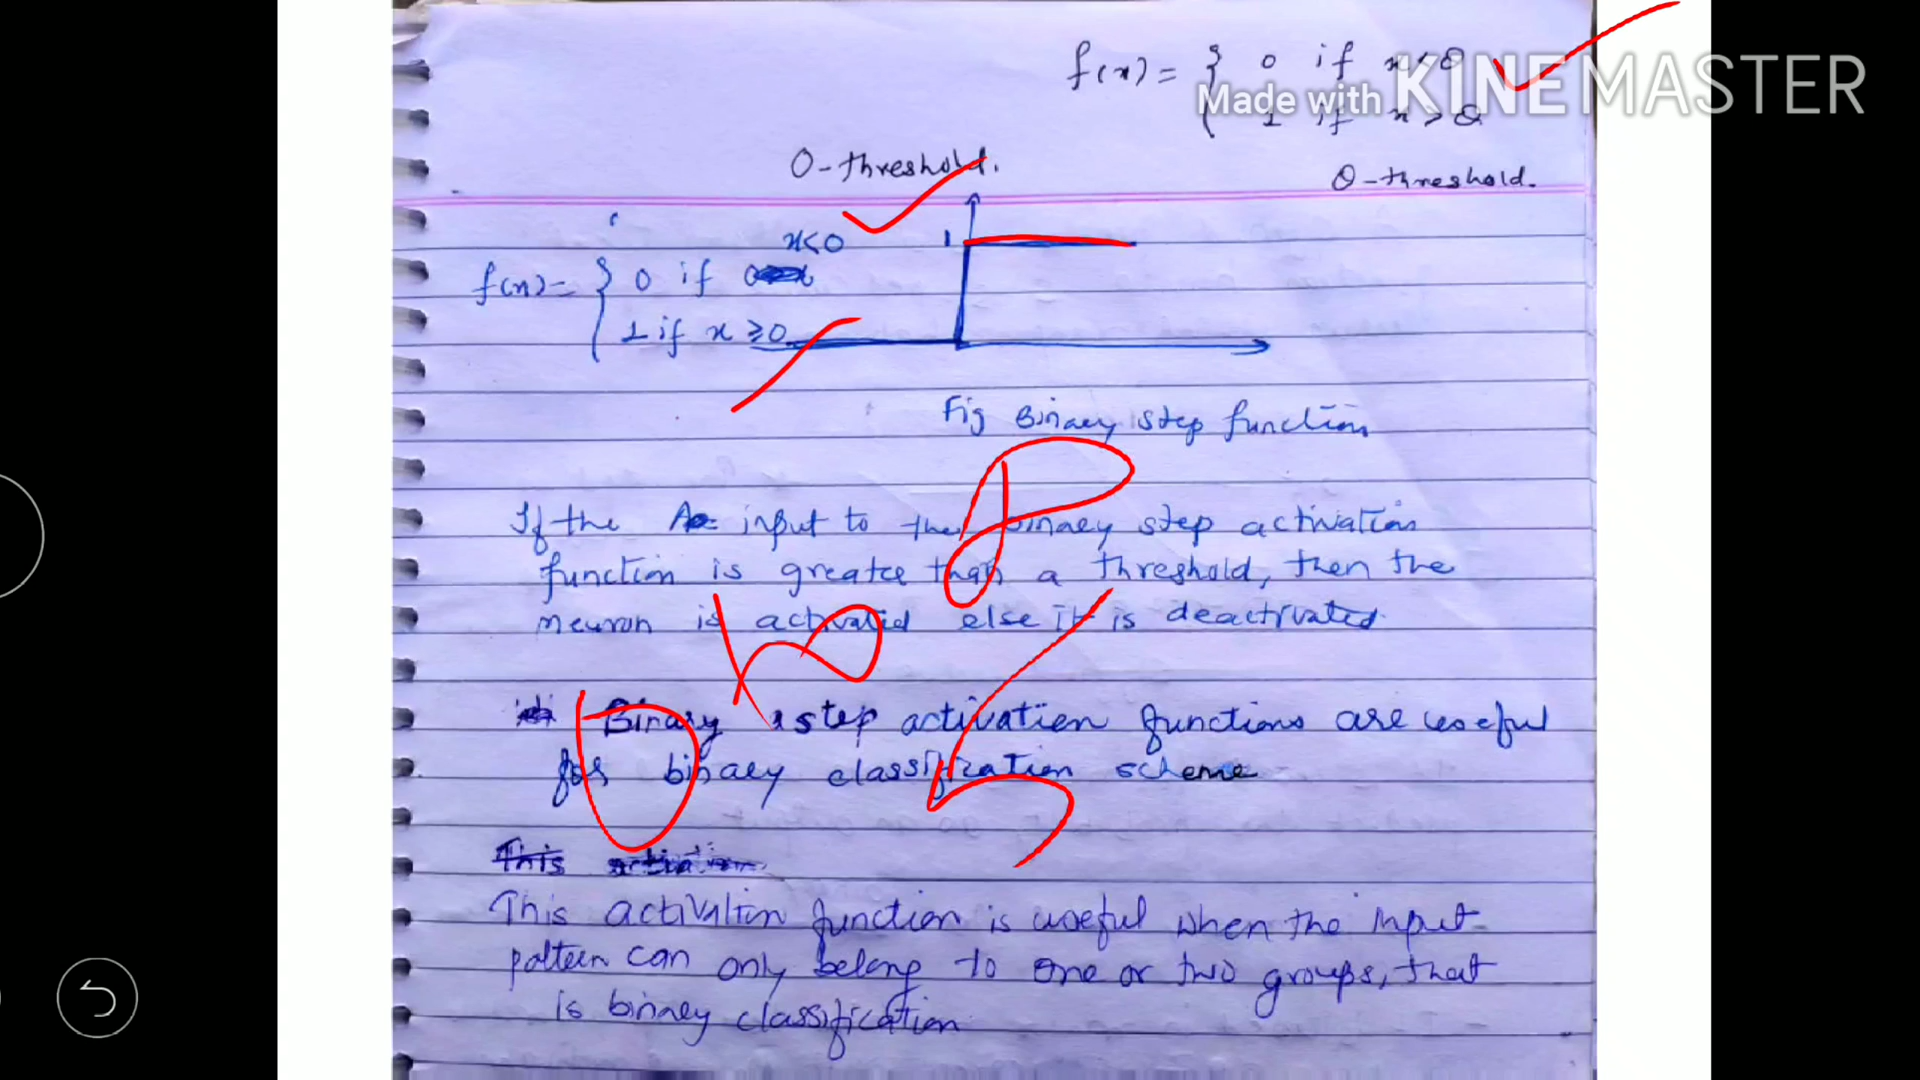 f(x) = { 0 if x < θ
Made with KINEMASTER
1 if x > θ
0-threshold.
θ-threshold.
x<0
1
f(x) = { 0 if
1 if x ≥0
Fig Binary step function
If the input to the binary step activation
function is greater than a threshold, then the
neuron is activated else it is deactivated.
Binary step activation functions are useful
for binary classification scheme
This
This activation function is useful when the input
pattern can only belong to one or two groups, that
is binary classification